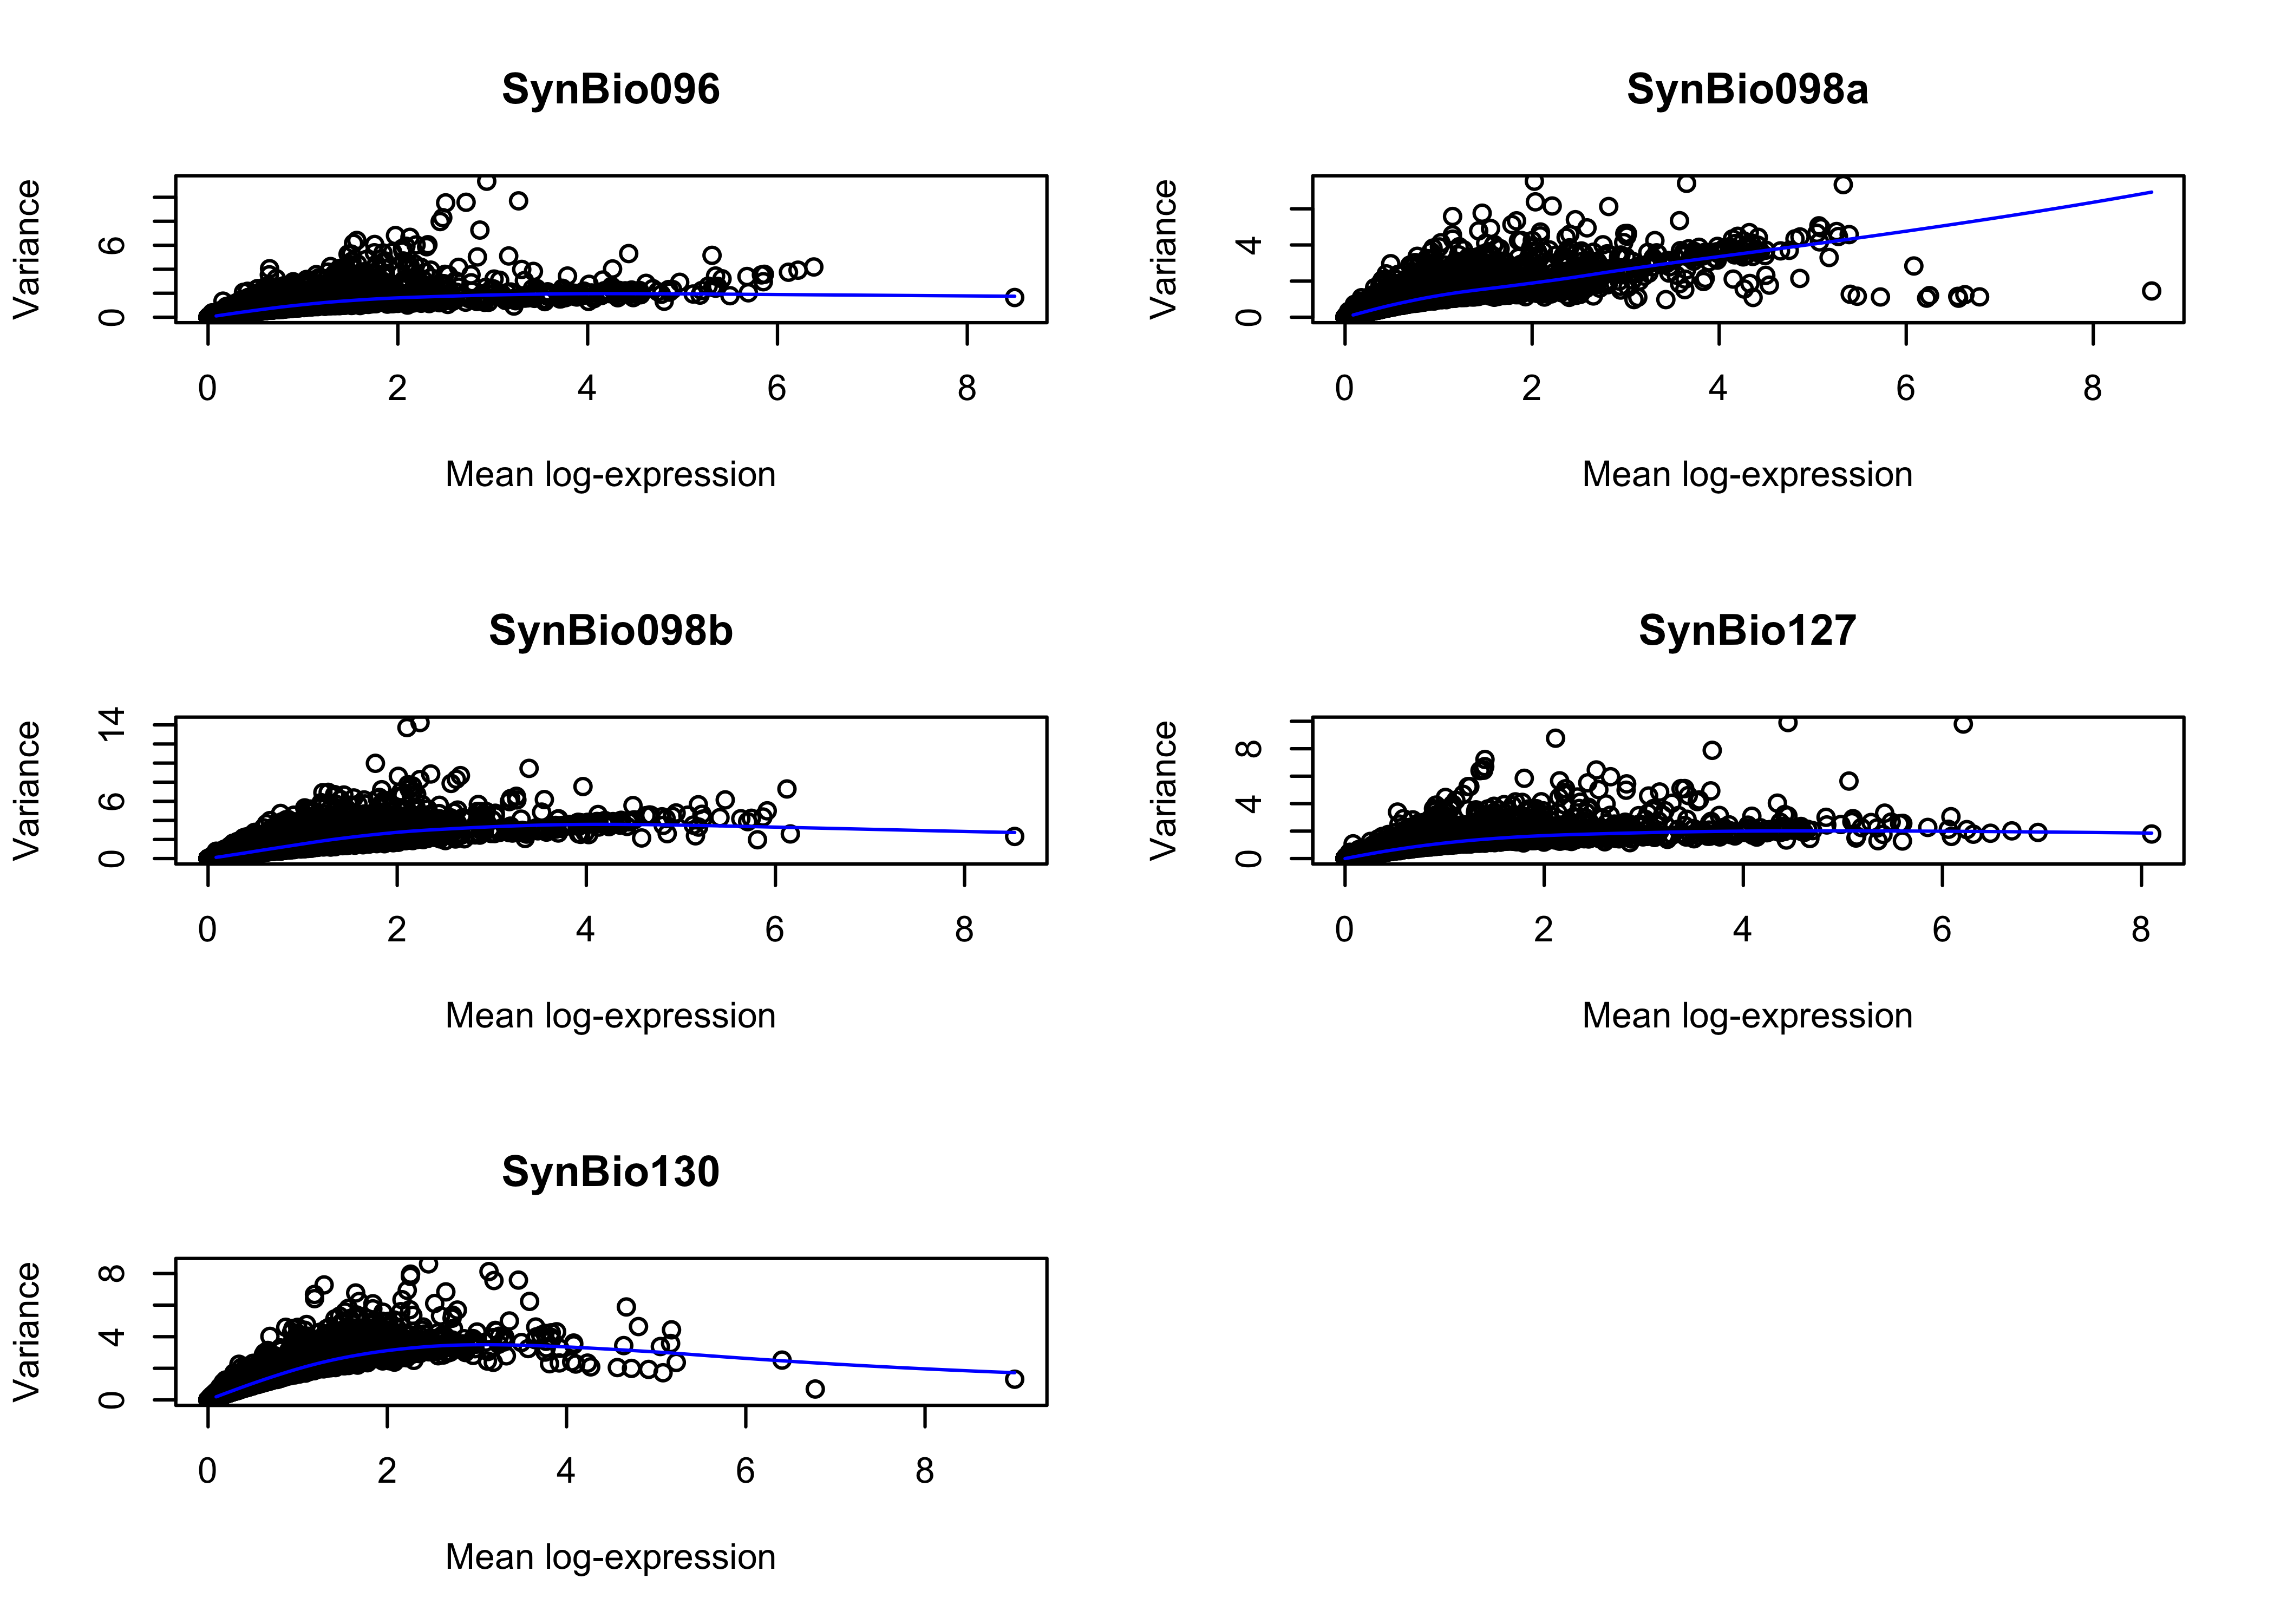 SynBio096
Variance
0 6
0 2 4 6 8
Mean log-expression
SynBio098a
Variance
0 4
0 2 4 6 8
Mean log-expression
SynBio098b
Variance
0 6 14
0 2 4 6 8
Mean log-expression
SynBio127
Variance
0 4 8
0 2 4 6 8
Mean log-expression
SynBio130
Variance
0 4 8
0 2 4 6 8
Mean log-expression